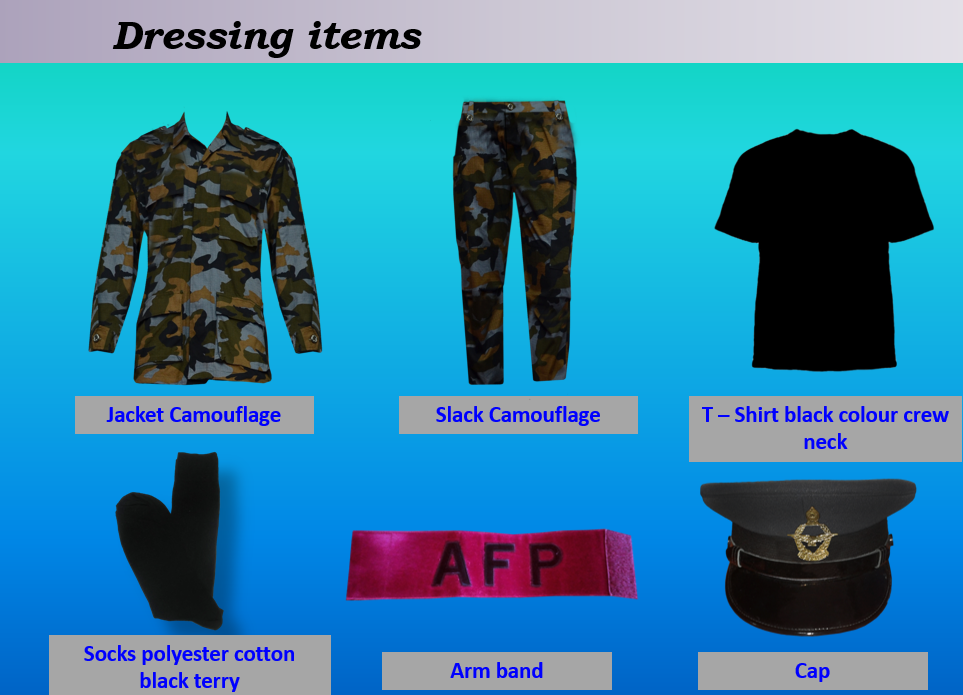 Dressing items
Jacket Camouflage
Slack Camouflage
T – Shirt black colour crew
neck
AFP
Socks polyester cotton
black terry
Arm band
Cap